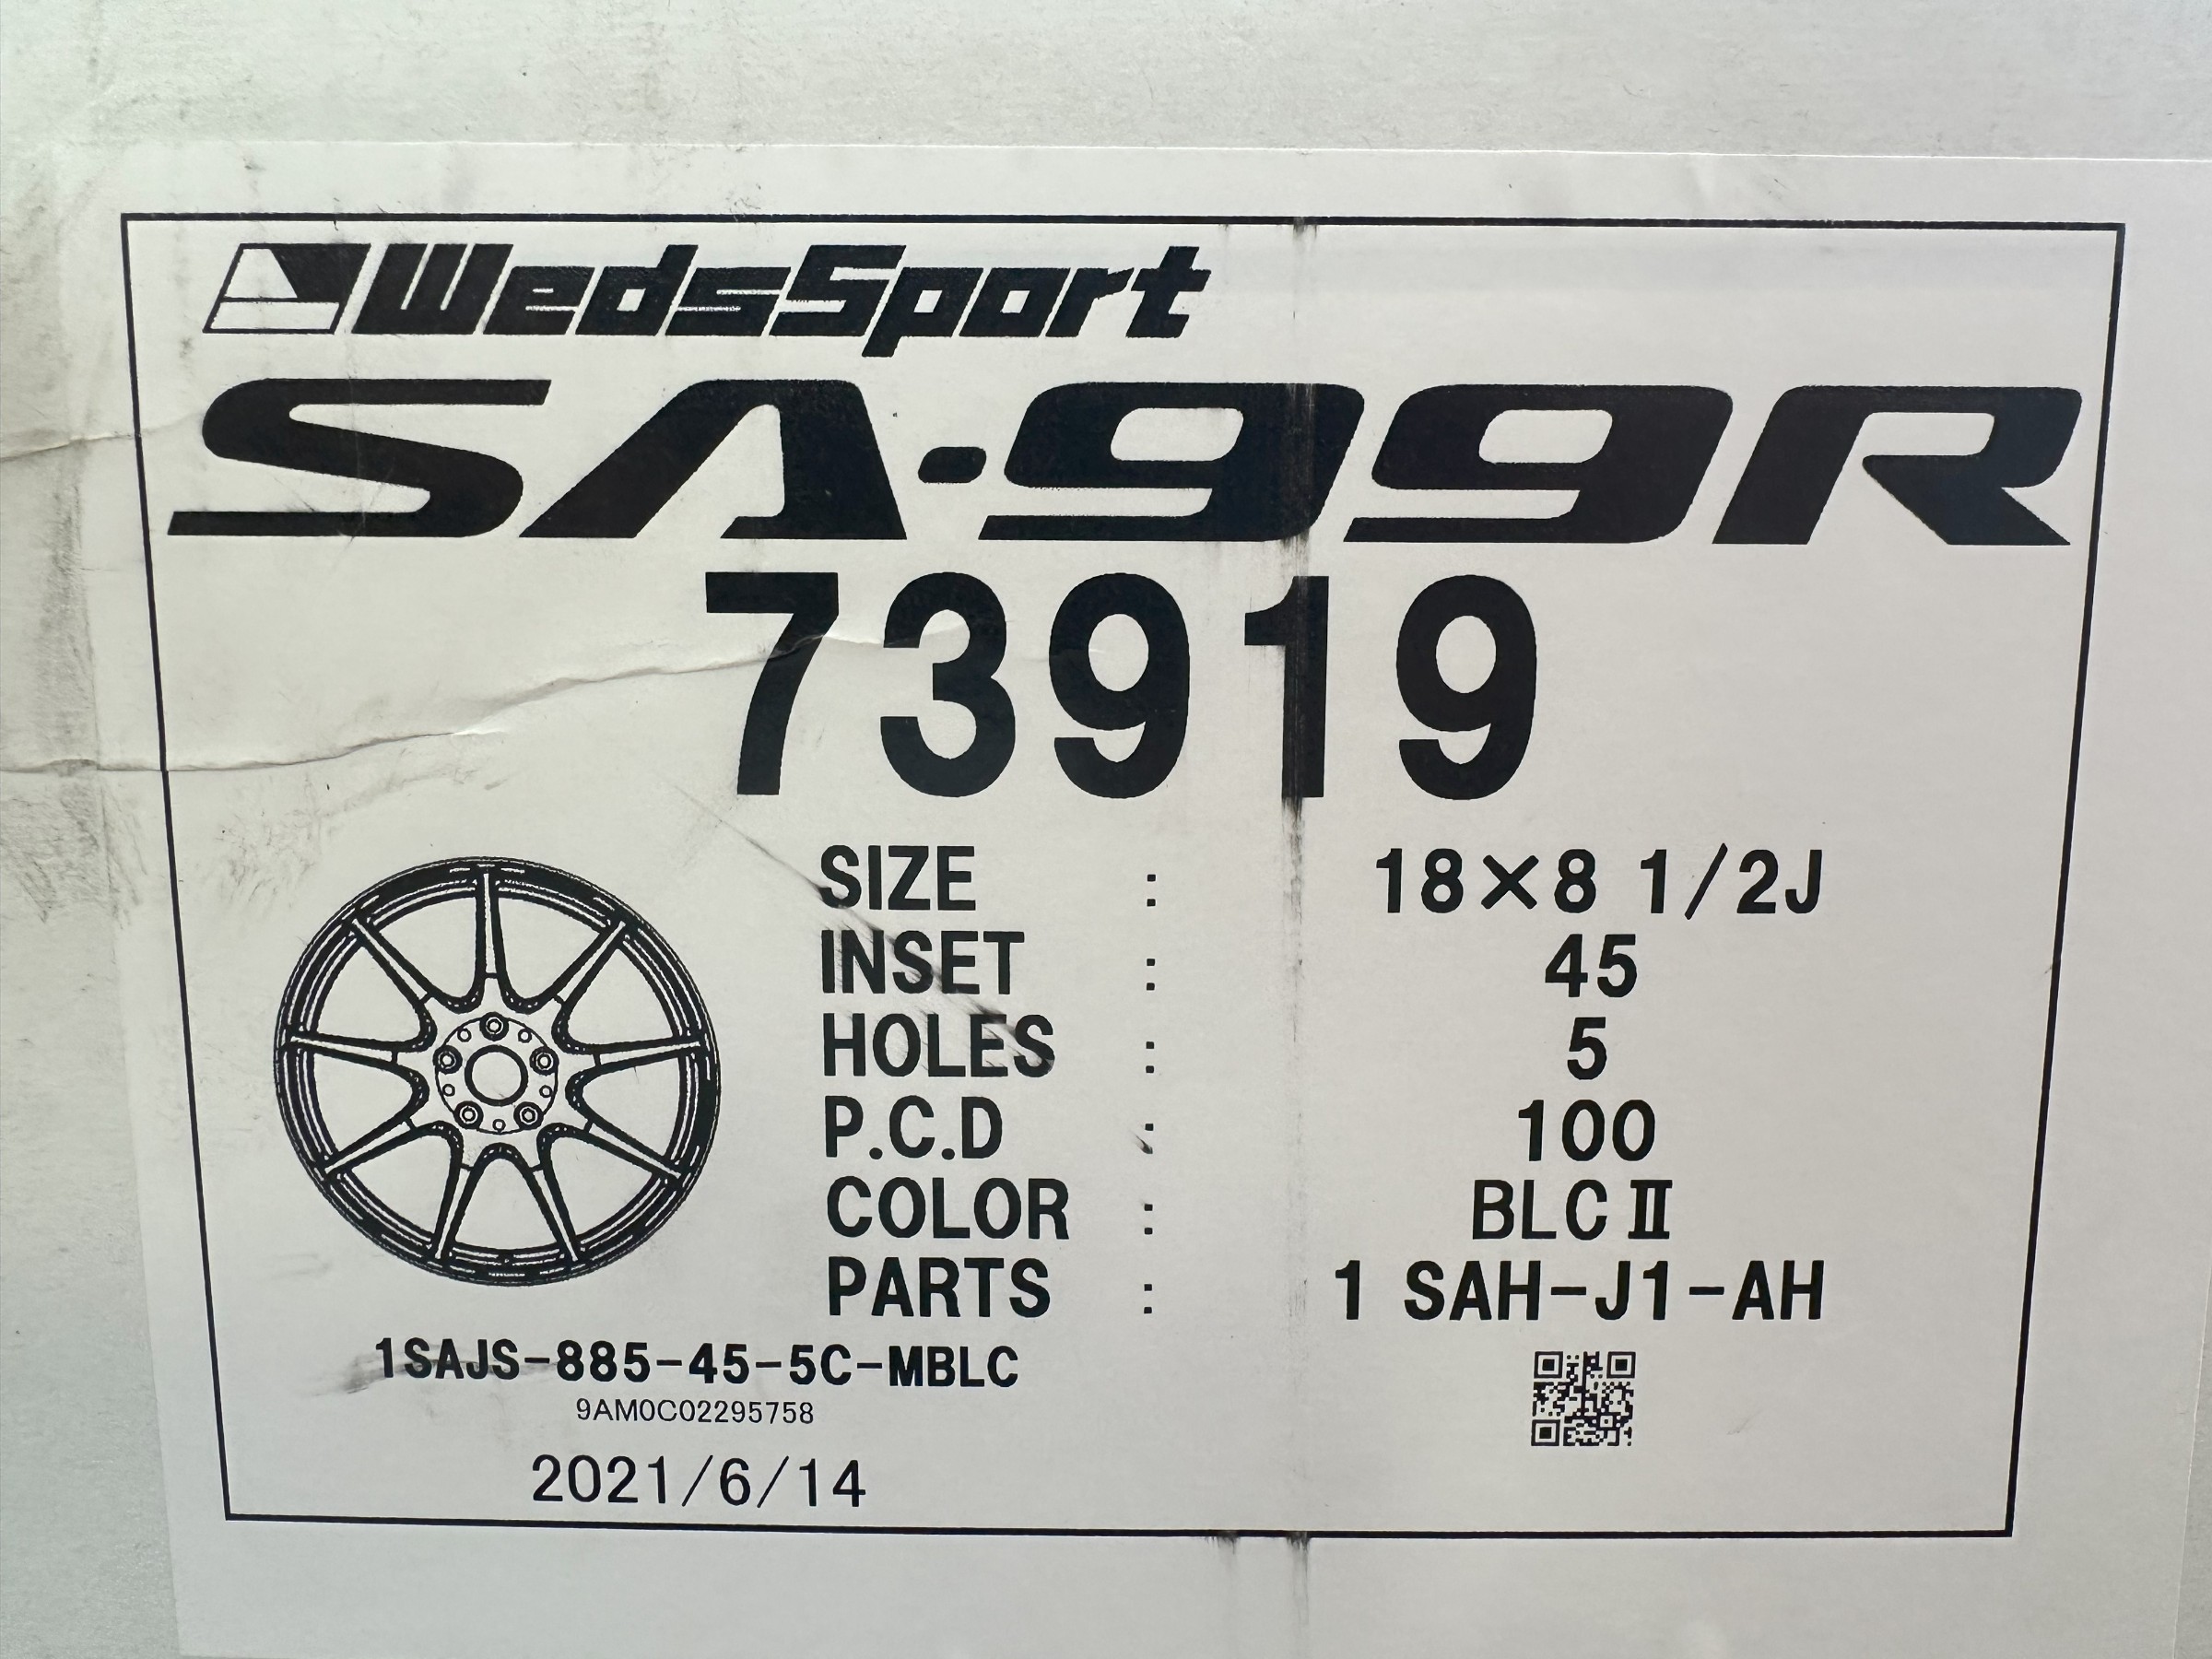 WedsSport
SA-99R
73919
SIZE : 18×8 1/2J
INSET : 45
HOLES : 5
P.C.D : 100
COLOR : BLCⅡ
PARTS : 1 SAH-J1-AH
1SAJS-885-45-5C-MBLC
9AM0C02295758
2021/6/14